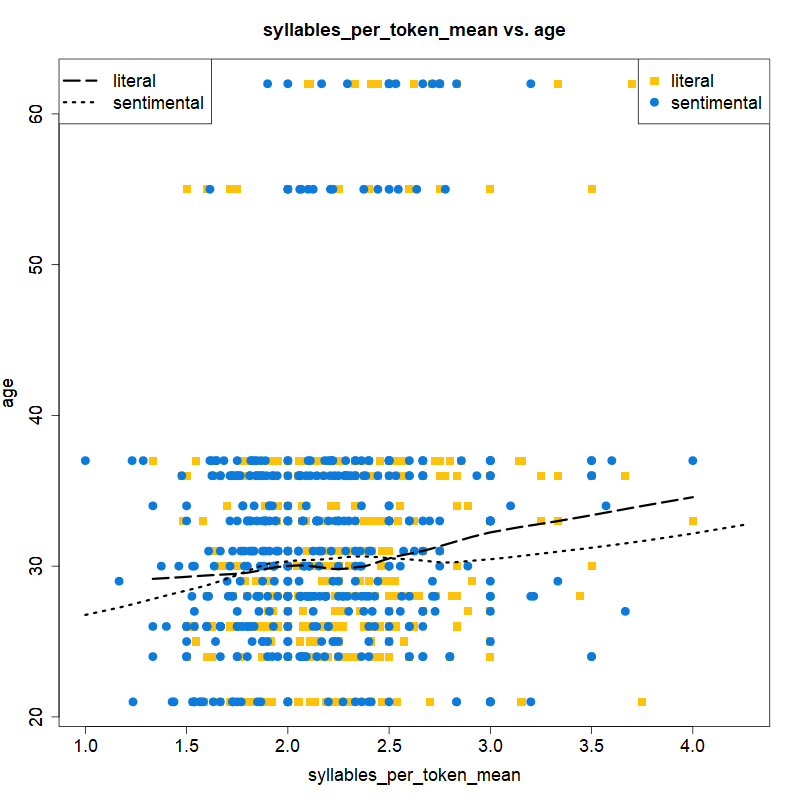 syllables_per_token_mean vs. age
literal
sentimental
literal
sentimental
age
60
50
40
30
20
1.0 1.5 2.0 2.5 3.0 3.5 4.0
syllables_per_token_mean